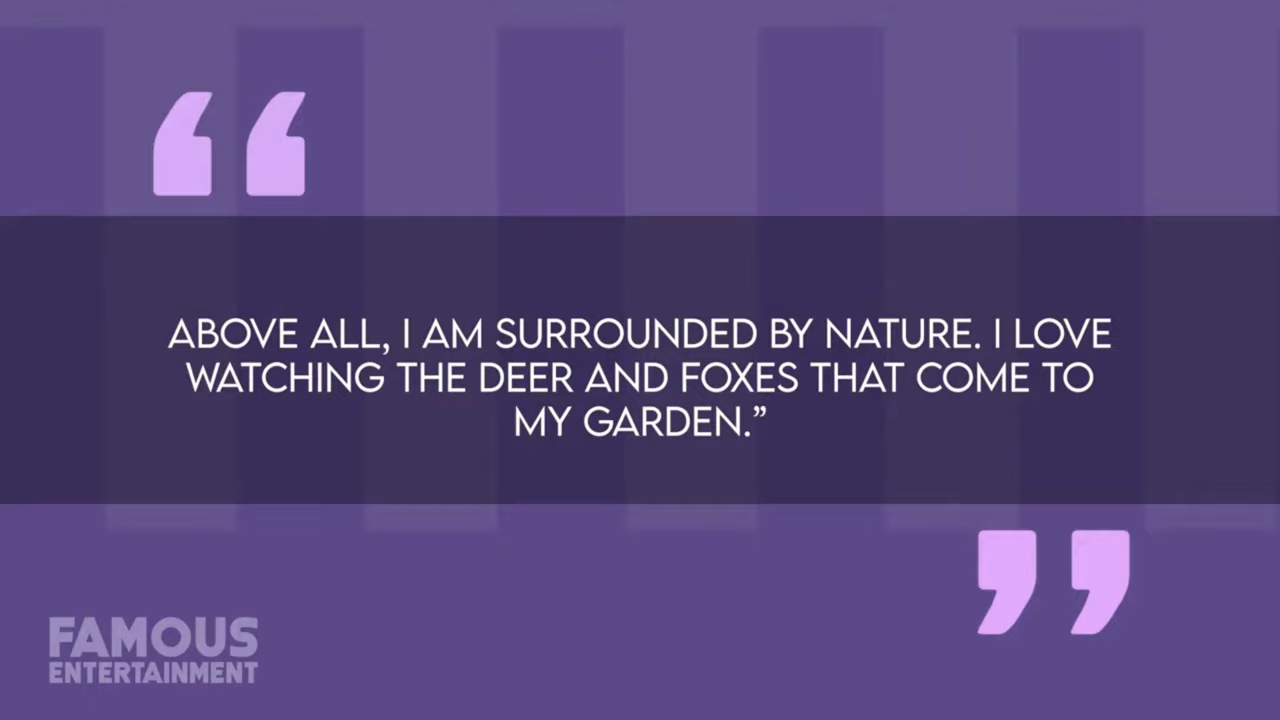 ABOVE ALL, I AM SURROUNDED BY NATURE. I LOVE
WATCHING THE DEER AND FOXES THAT COME TO
MY GARDEN.”
FAMOUS
ENTERTAINMENT